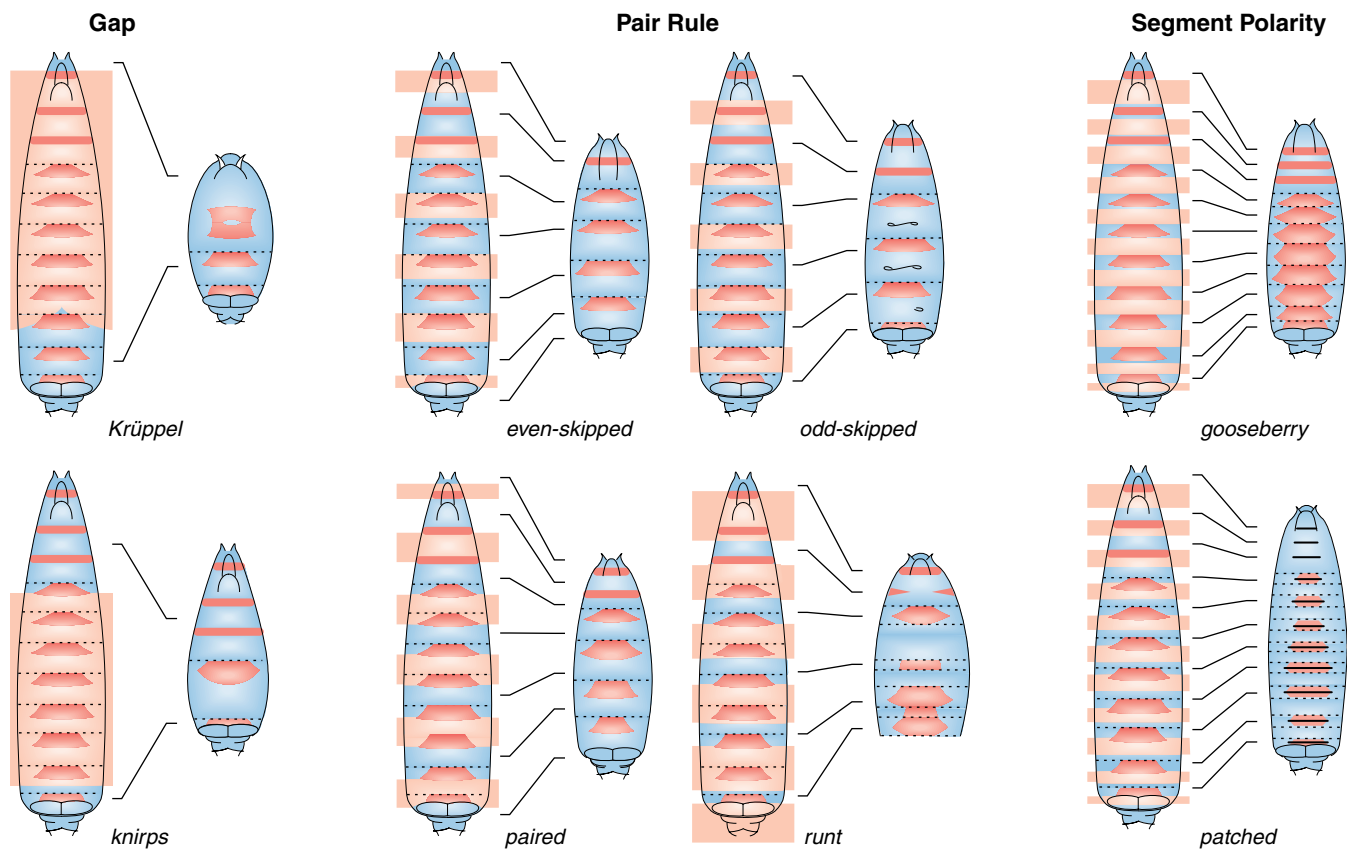 Gap
Pair Rule
Segment Polarity
Krüppel
even-skipped
odd-skipped
gooseberry
knirps
paired
runt
patched